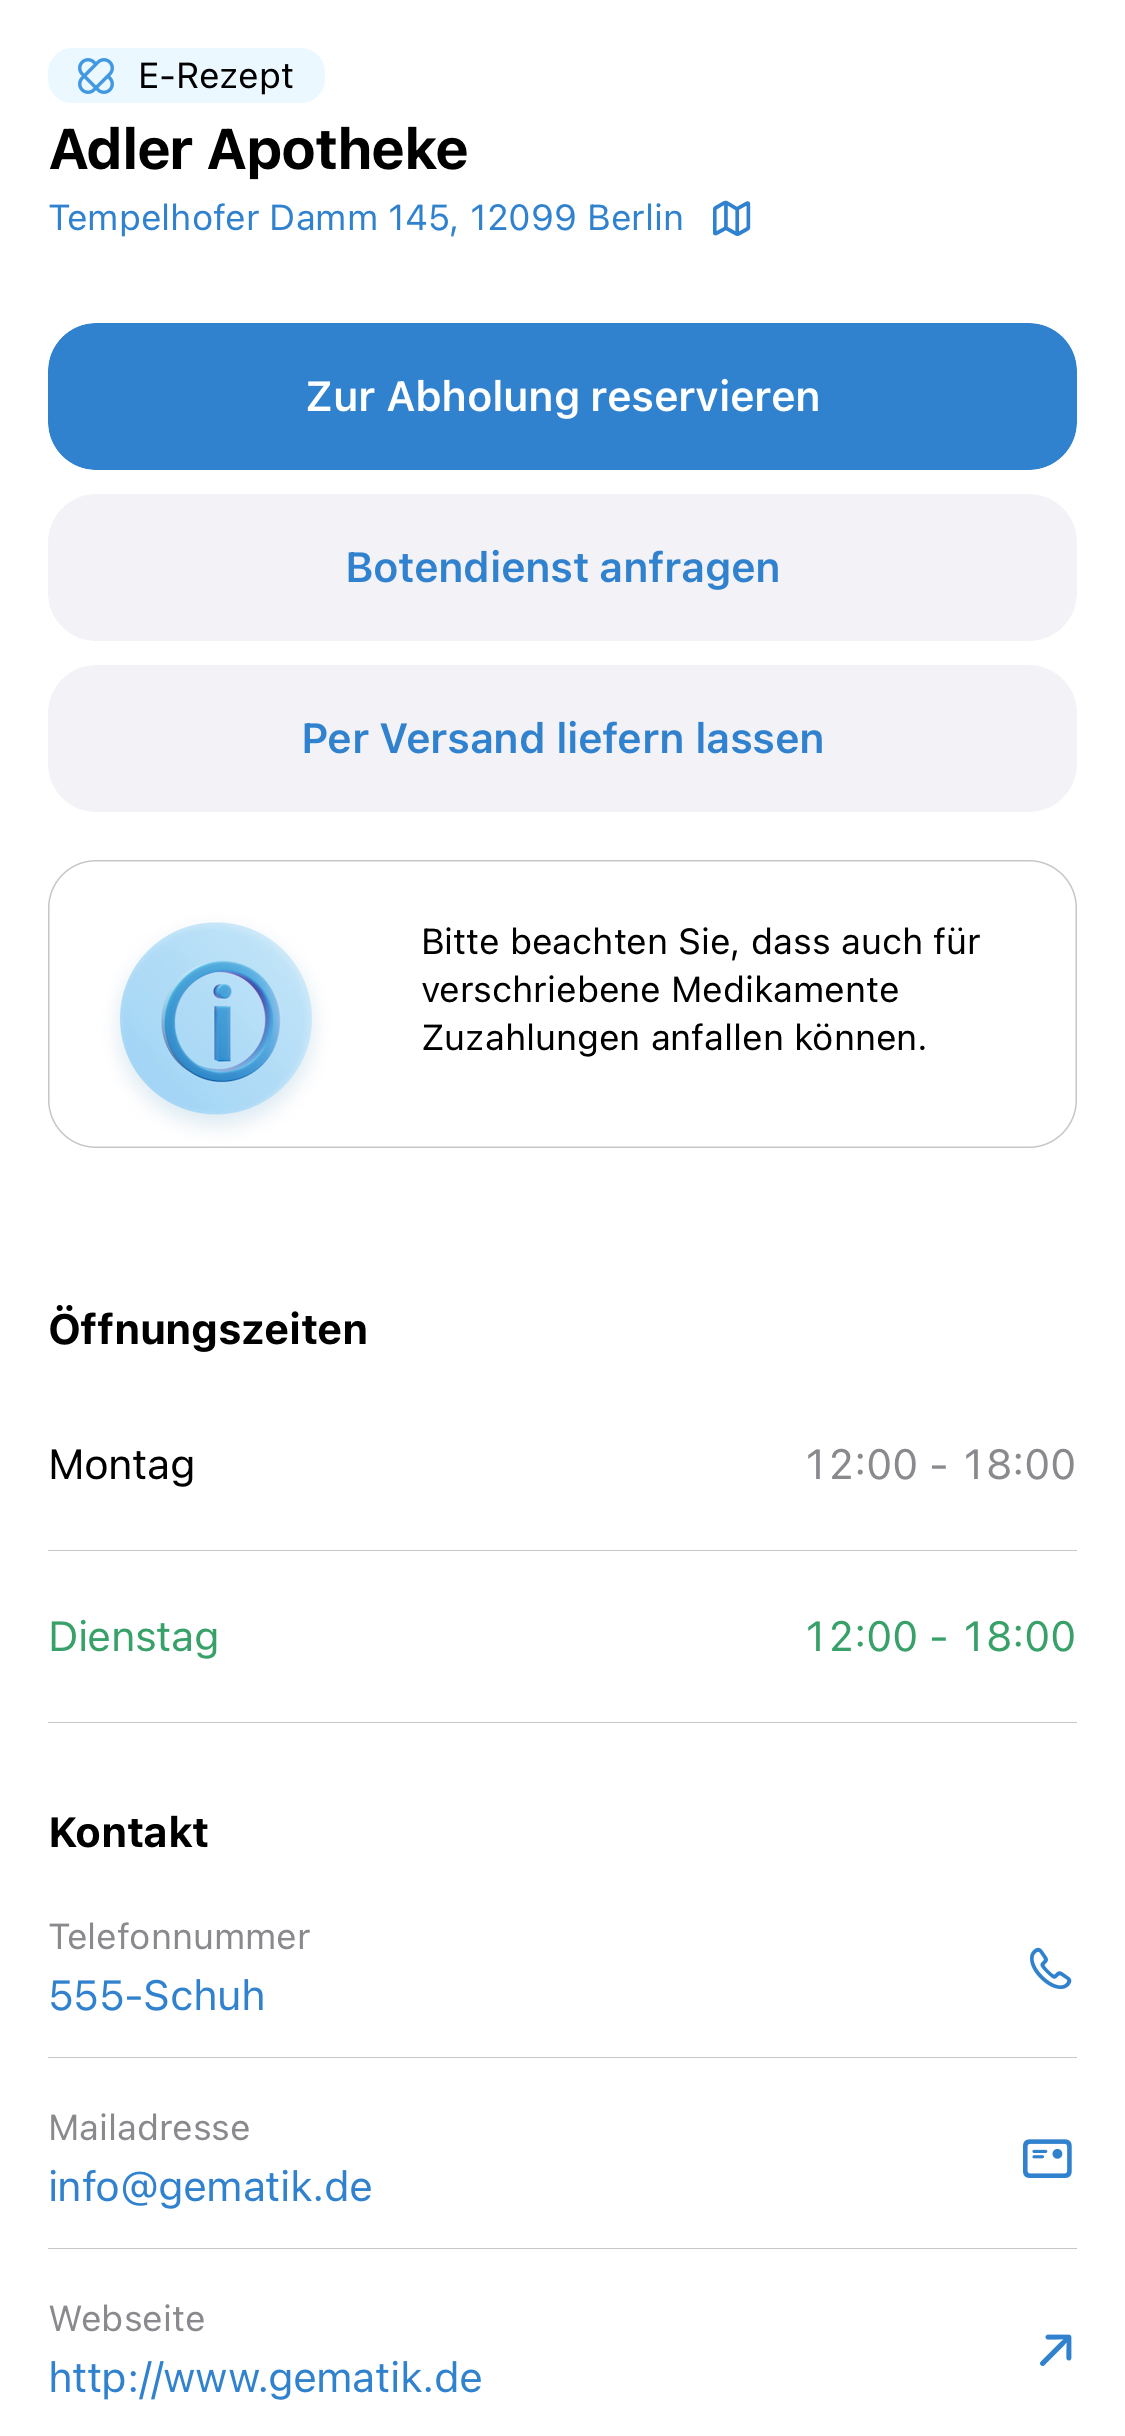 E-Rezept
Adler Apotheke
Tempelhofer Damm 145, 12099 Berlin
Zur Abholung reservieren
Botendienst anfragen
Per Versand liefern lassen
Bitte beachten Sie, dass auch für
verschriebene Medikamente
Zuzahlungen anfallen können.
Öffnungszeiten
Montag 12:00 - 18:00
Dienstag 12:00 - 18:00
Kontakt
Telefonnummer
555-Schuh
Mailadresse
info@gematik.de
Webseite
http://www.gematik.de